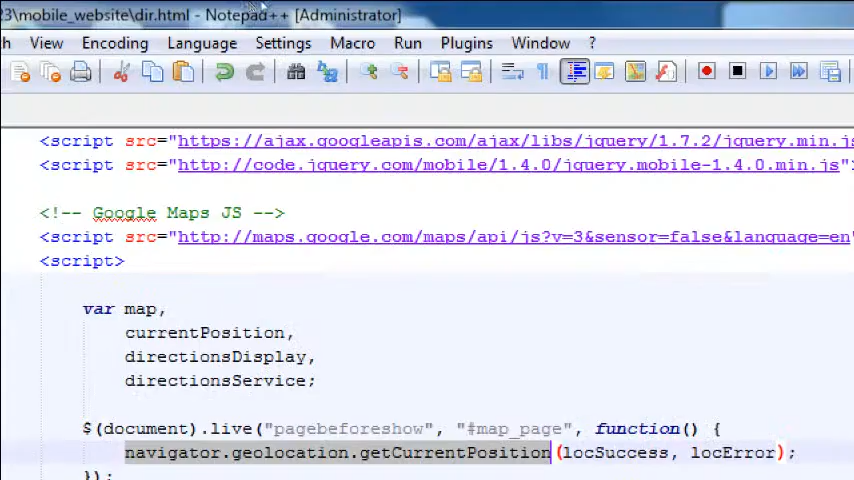 23\mobile_website\dir.html - Notepad++ [Administrator]
h View Encoding Language Settings Macro Run Plugins Window ?
<script src="https://ajax.googleapis.com/ajax/libs/jquery/1.7.2/jquery.min.js
<script src="http://code.jquery.com/mobile/1.4.0/jquery.mobile-1.4.0.min.js"
<!-- Google Maps JS -->
<script src="http://maps.google.com/maps/api/js?v=3&sensor=false&language=en"
<script>
var map,
currentPosition,
directionsDisplay,
directionsService;
$(document).live("pagebeforeshow", "#map_page", function() {
navigator.geolocation.getCurrentPosition(locSuccess, locError);
});